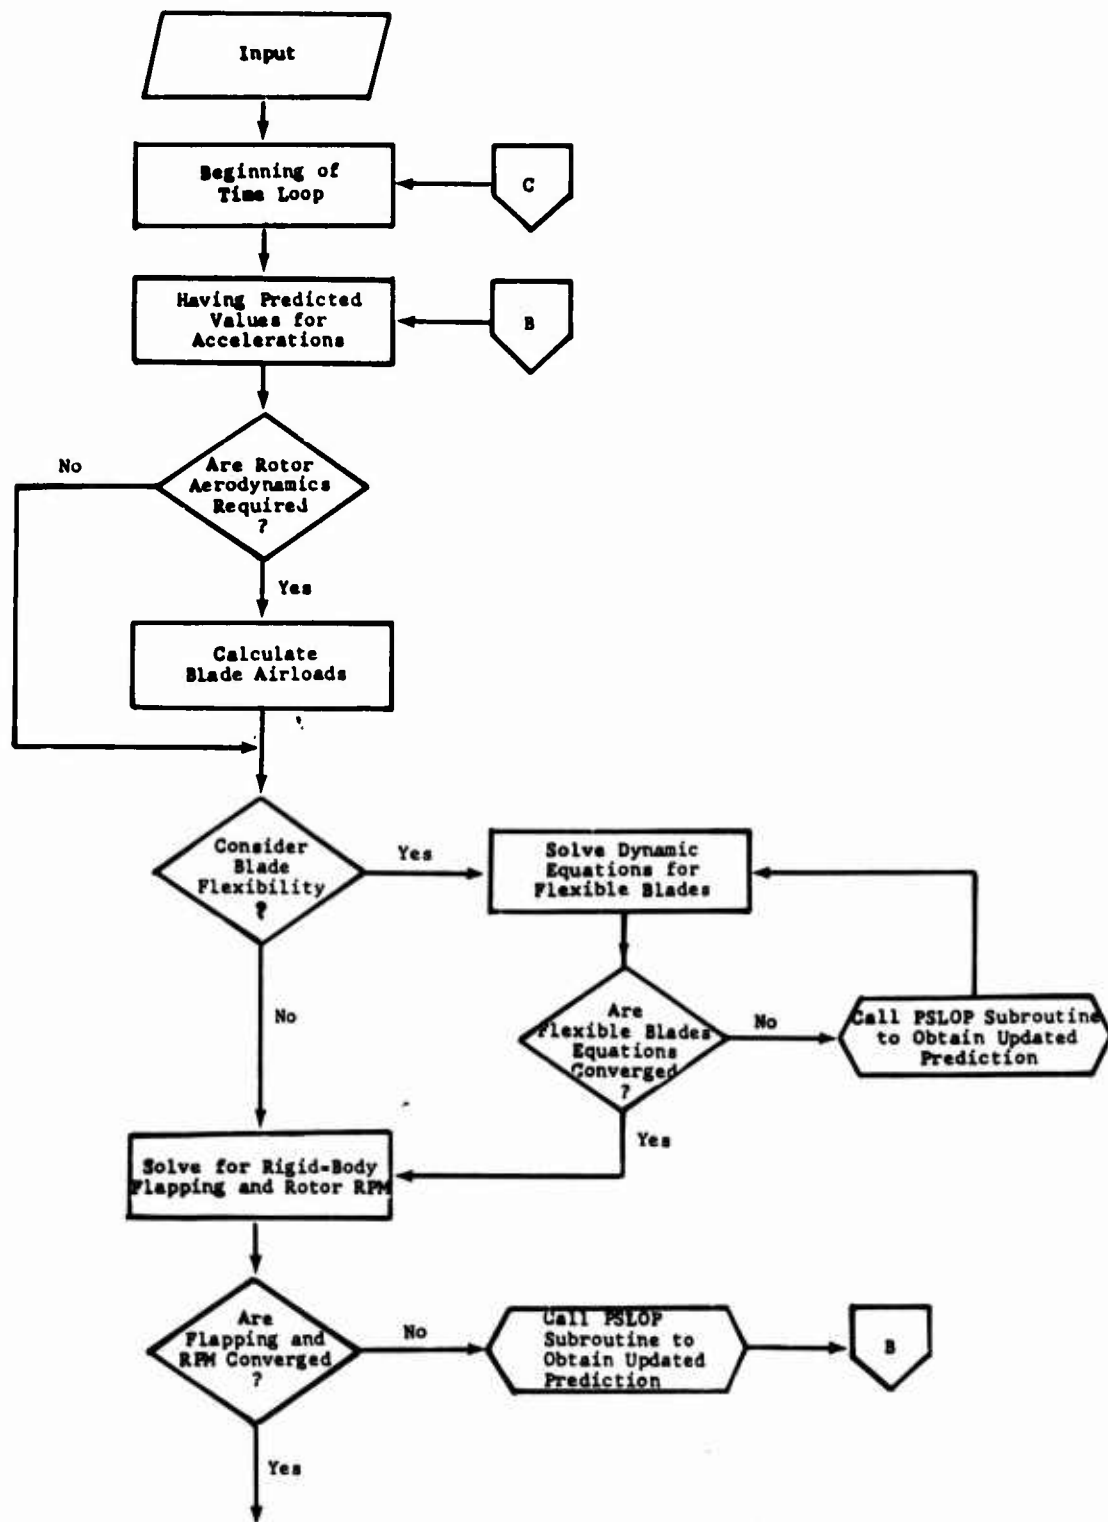 Input
Beginning of
Time Loop
C
Having Predicted
Values for
Accelerations
B
No
Are Rotor
Aerodynamics
Required
?
Yes
Calculate
Blade Airloads
Consider
Blade
Flexibility
?
Yes
Solve Dynamic
Equations for
Flexible Blades
No
Are
Flexible Blades
Equations
Converged
?
No
Call PSLOP Subroutine
to Obtain Updated
Prediction
Yes
Solve for Rigid-Body
Flapping and Rotor RPM
Are
Flapping and
RPM Converged
?
No
Call PSLOP
Subroutine to
Obtain Updated
Prediction
B
Yes